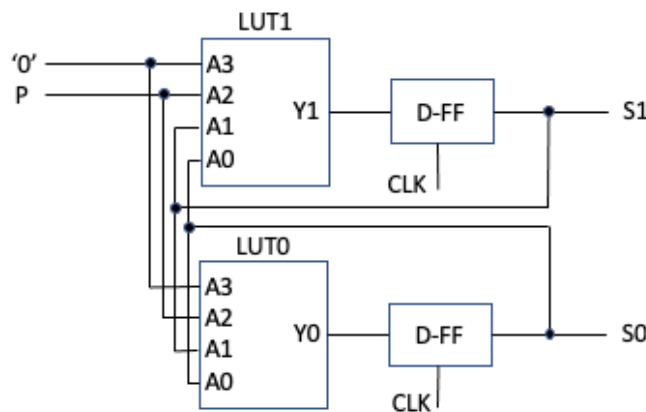 LUT1
‘0’ A3
P A2
A1 Y1 D-FF S1
A0
CLK
LUT0
A3
A2
A1 Y0 D-FF S0
A0
CLK